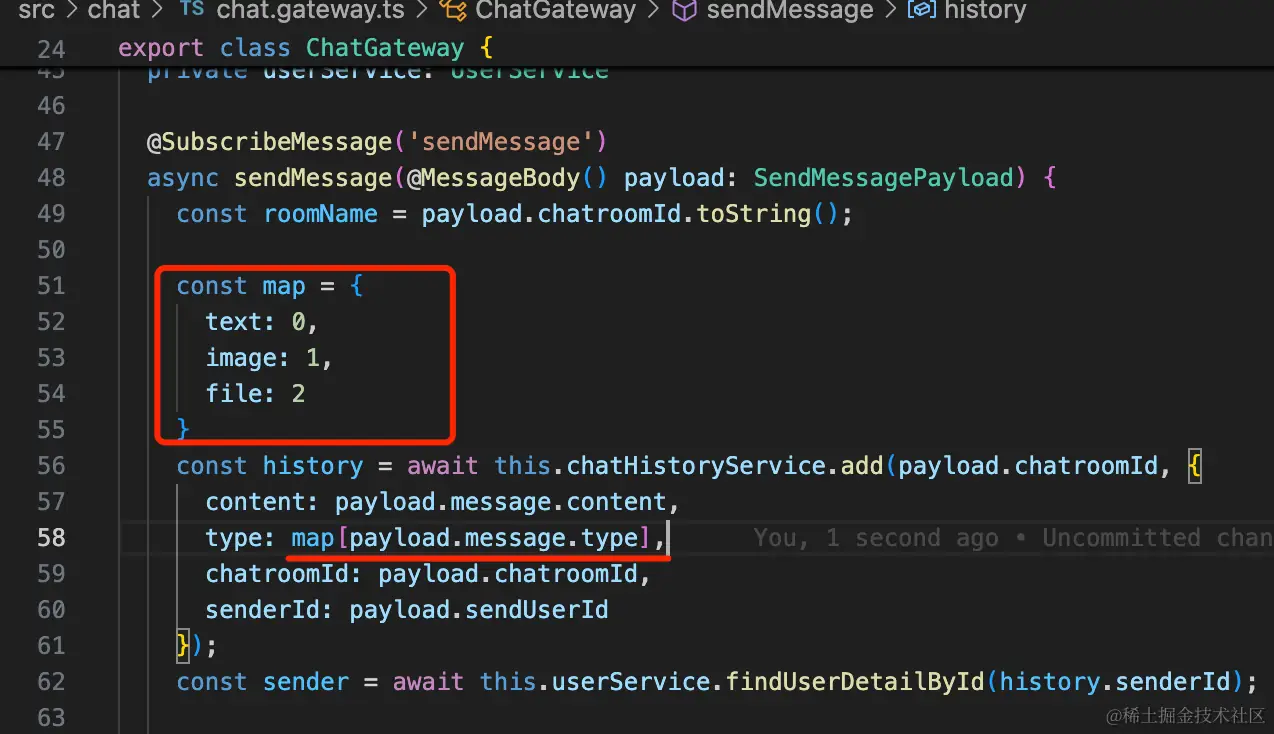 src > chat > TS chat.gateway.ts > ChatGateway > sendMessage > history
24 export class ChatGateway {
45 private userService: UserService
46
47 @SubscribeMessage('sendMessage')
48 async sendMessage(@MessageBody() payload: SendMessagePayload) {
49 const roomName = payload.chatroomId.toString();
50
51 const map = {
52 text: 0,
53 image: 1,
54 file: 2
55 }
56 const history = await this.chatHistoryService.add(payload.chatroomId, {
57 content: payload.message.content,
58 type: map[payload.message.type], You, 1 second ago • Uncommitted chan
59 chatroomId: payload.chatroomId,
60 senderId: payload.sendUserId
61 });
62 const sender = await this.userService.findUserDetailById(history.senderId);
63
@稀土掘金技术社区